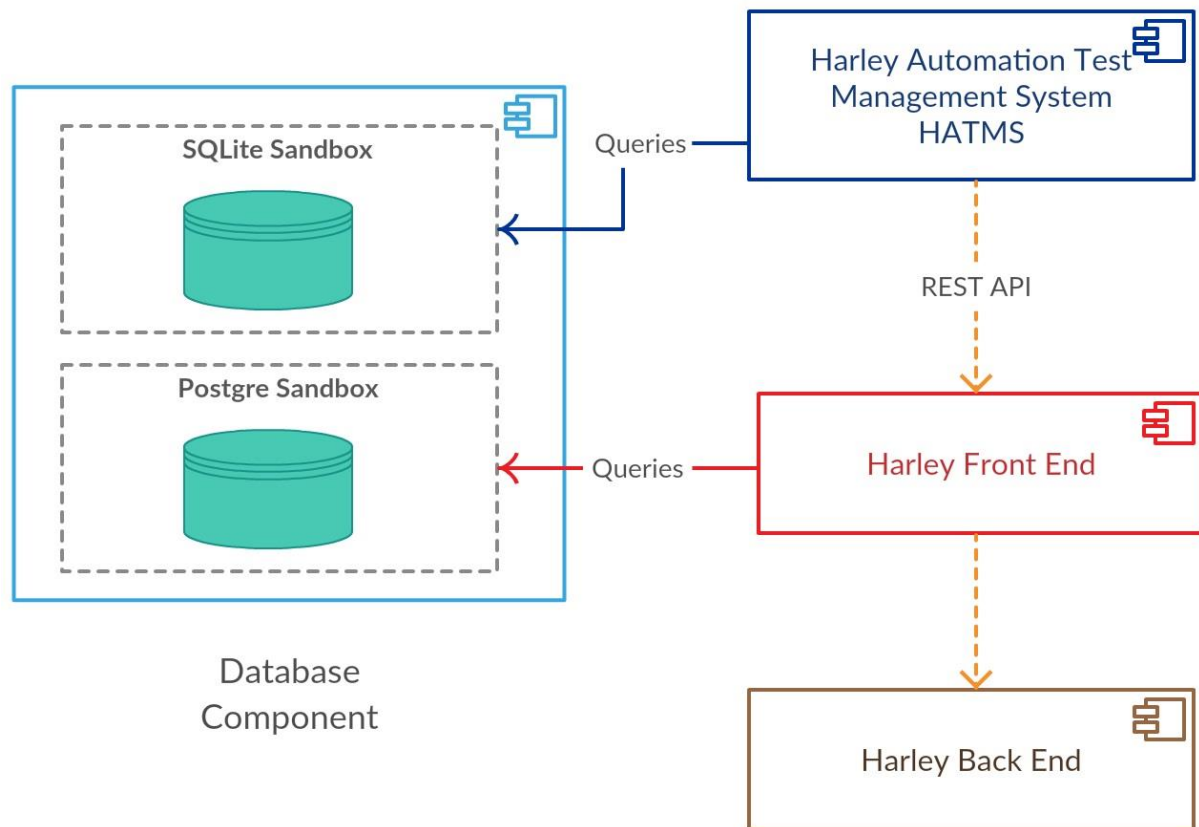 Harley Automation Test
Management System
HATMS
Queries
SQLite Sandbox
REST API
Postgre Sandbox
Queries
Harley Front End
Database
Component
Harley Back End